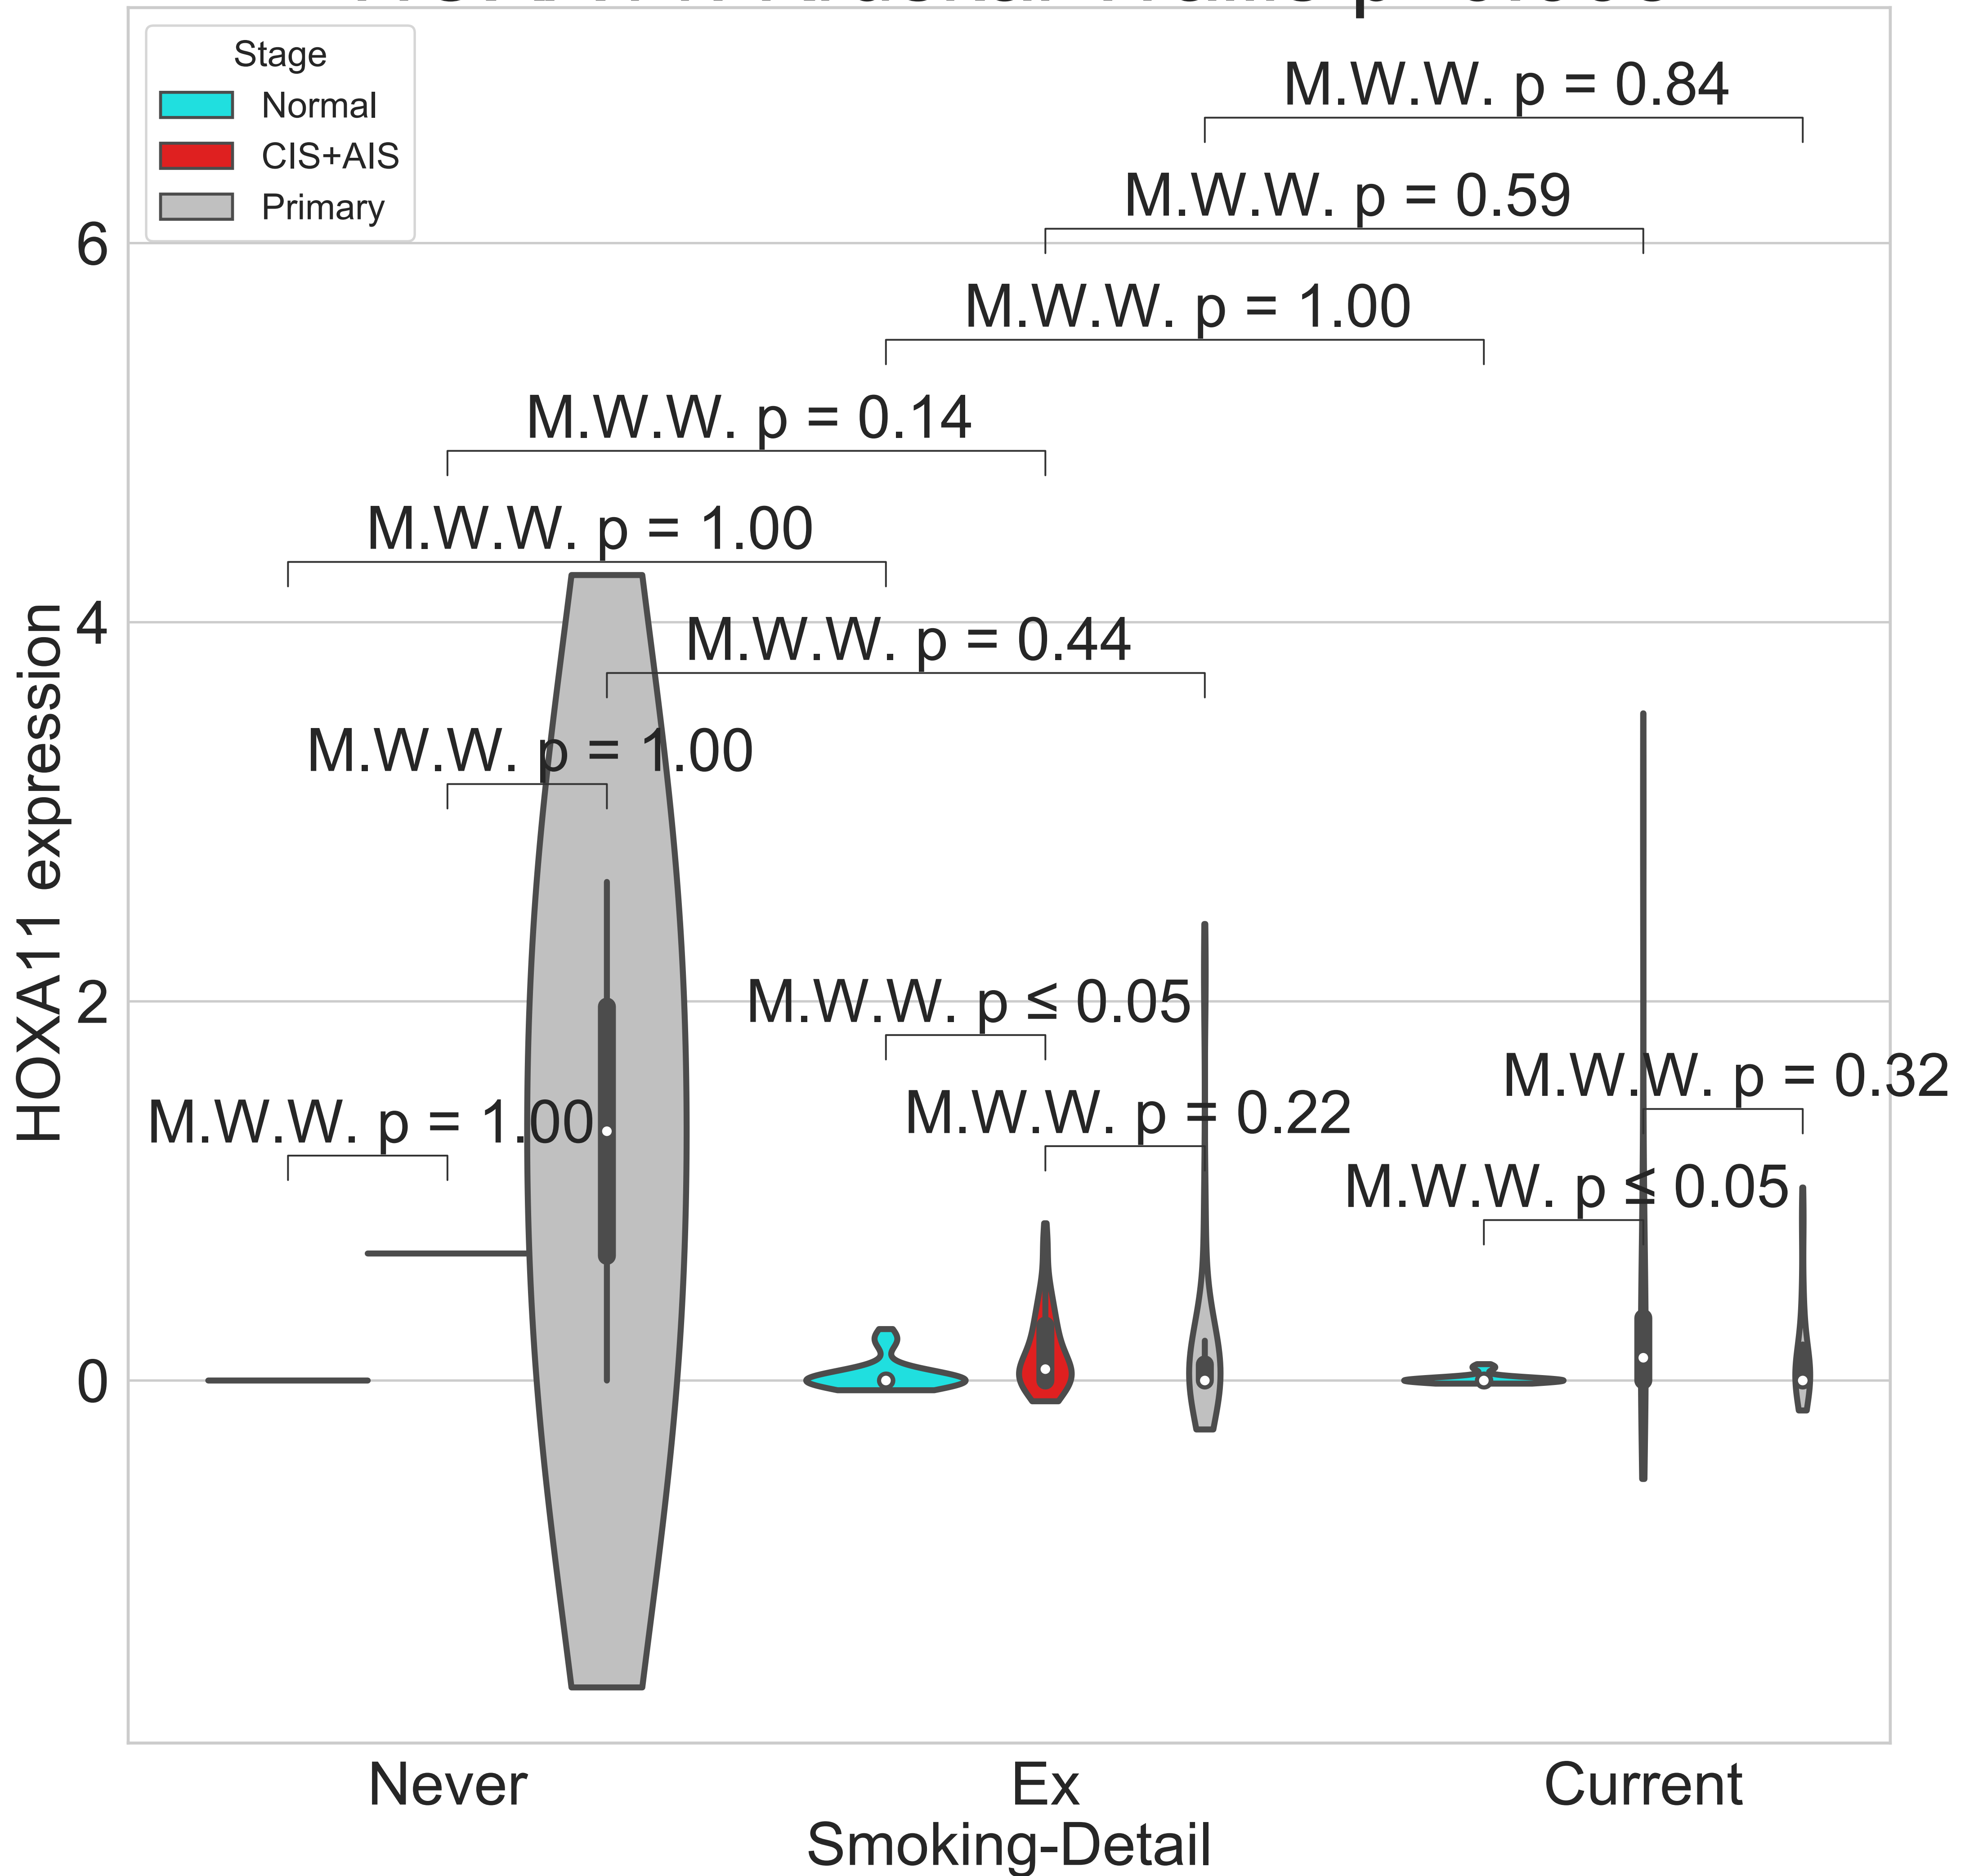 Stage
Normal
CIS+AIS
Primary
M.W.W. p = 0.84
M.W.W. p = 0.59
6
M.W.W. p = 1.00
M.W.W. p = 0.14
M.W.W. p = 1.00
4
M.W.W. p = 0.44
M.W.W. p = 1.00
HOXA11 expression
2
M.W.W. p ≤ 0.05
M.W.W. p = 0.32
M.W.W. p = 1.00
M.W.W. p = 0.22
M.W.W. p ≤ 0.05
0
Never
Ex
Current
Smoking-Detail